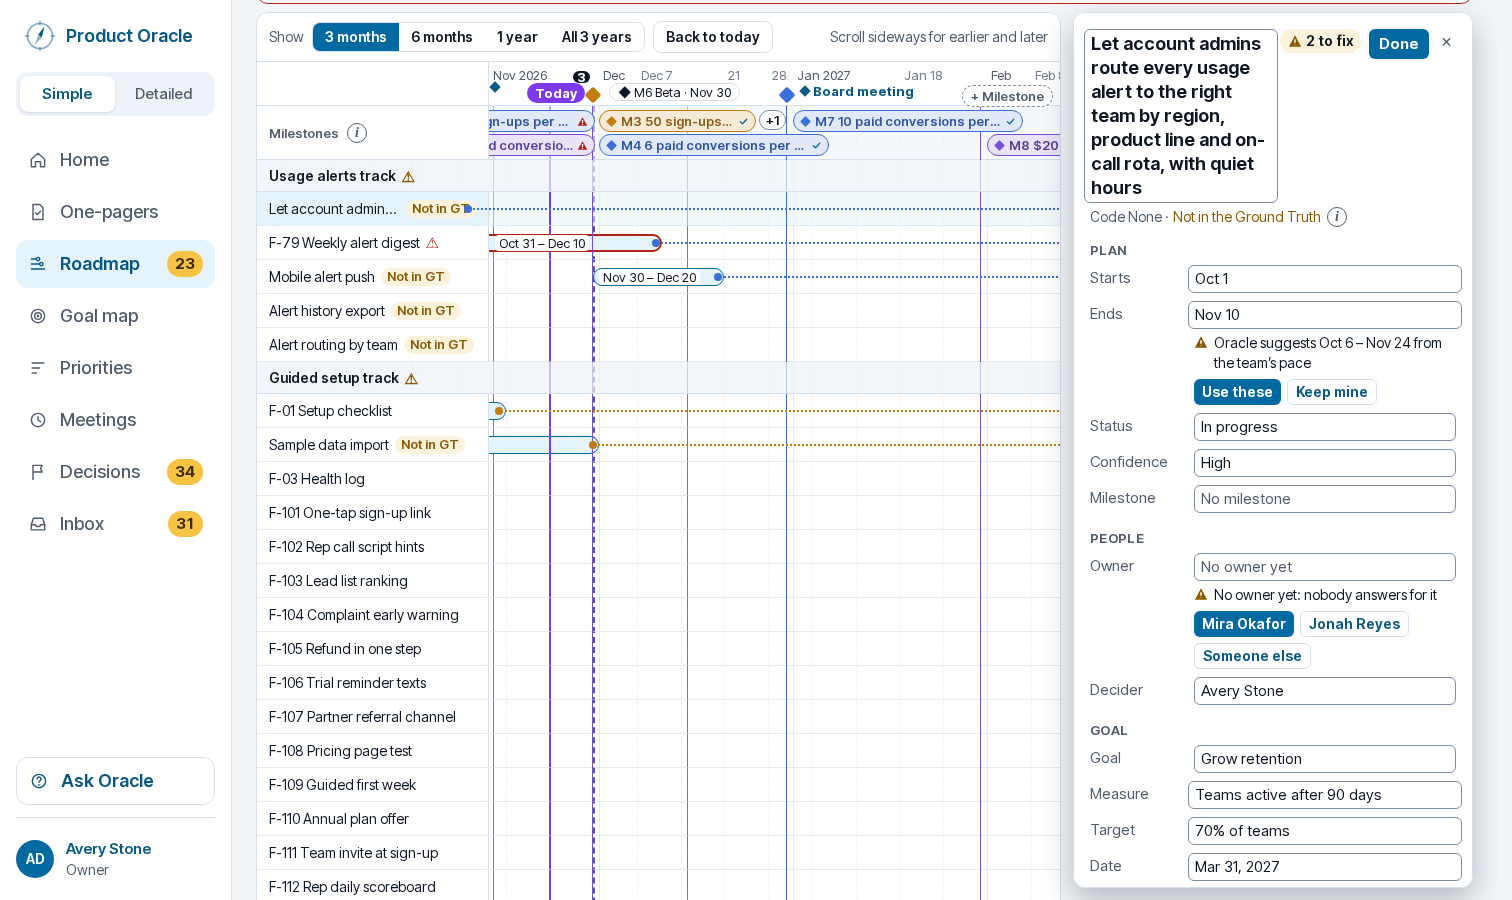 Product Oracle
Simple
Detailed
Home
One-pagers
Roadmap
23
Goal map
Priorities
Meetings
Decisions
34
Inbox
31
Ask Oracle
AD
Avery Stone
Owner
Show
3 months
6 months
1 year
All 3 years
Back to today
Scroll sideways for earlier and later
Nov 2026
3
Dec
Dec 7
21
28
Jan 2027
Jan 18
Feb
Feb
Today
M6 Beta · Nov 30
Board meeting
+ Milestone
Milestones
i
gn-ups per ...
M3 50 sign-ups...
+1
M7 10 paid conversions per...
d conversio...
M4 6 paid conversions per ...
M8 $20
Usage alerts track
Let account admin...
Not in GT
F-79 Weekly alert digest
Oct 31 – Dec 10
Mobile alert push
Not in GT
Nov 30 – Dec 20
Alert history export
Not in GT
Alert routing by team
Not in GT
Guided setup track
F-01 Setup checklist
Sample data import
Not in GT
F-03 Health log
F-101 One-tap sign-up link
F-102 Rep call script hints
F-103 Lead list ranking
F-104 Complaint early warning
F-105 Refund in one step
F-106 Trial reminder texts
F-107 Partner referral channel
F-108 Pricing page test
F-109 Guided first week
F-110 Annual plan offer
F-111 Team invite at sign-up
F-112 Rep daily scoreboard
Let account admins
route every usage
alert to the right
team by region,
product line and on-
call rota, with quiet
hours
2 to fix
Done
×
Code None · Not in the Ground Truth
i
PLAN
Starts
Oct 1
Ends
Nov 10
Oracle suggests Oct 6 – Nov 24 from
the team's pace
Use these
Keep mine
Status
In progress
Confidence
High
Milestone
No milestone
PEOPLE
Owner
No owner yet
No owner yet: nobody answers for it
Mira Okafor
Jonah Reyes
Someone else
Decider
Avery Stone
GOAL
Goal
Grow retention
Measure
Teams active after 90 days
Target
70% of teams
Date
Mar 31, 2027